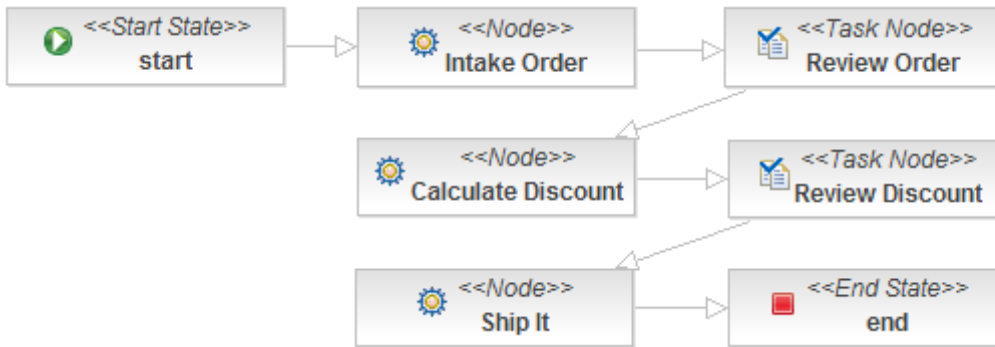 <<Start State>>
start
<<Node>>
Intake Order
<<Task Node>>
Review Order
<<Node>>
Calculate Discount
<<Task Node>>
Review Discount
<<Node>>
Ship It
<<End State>>
end